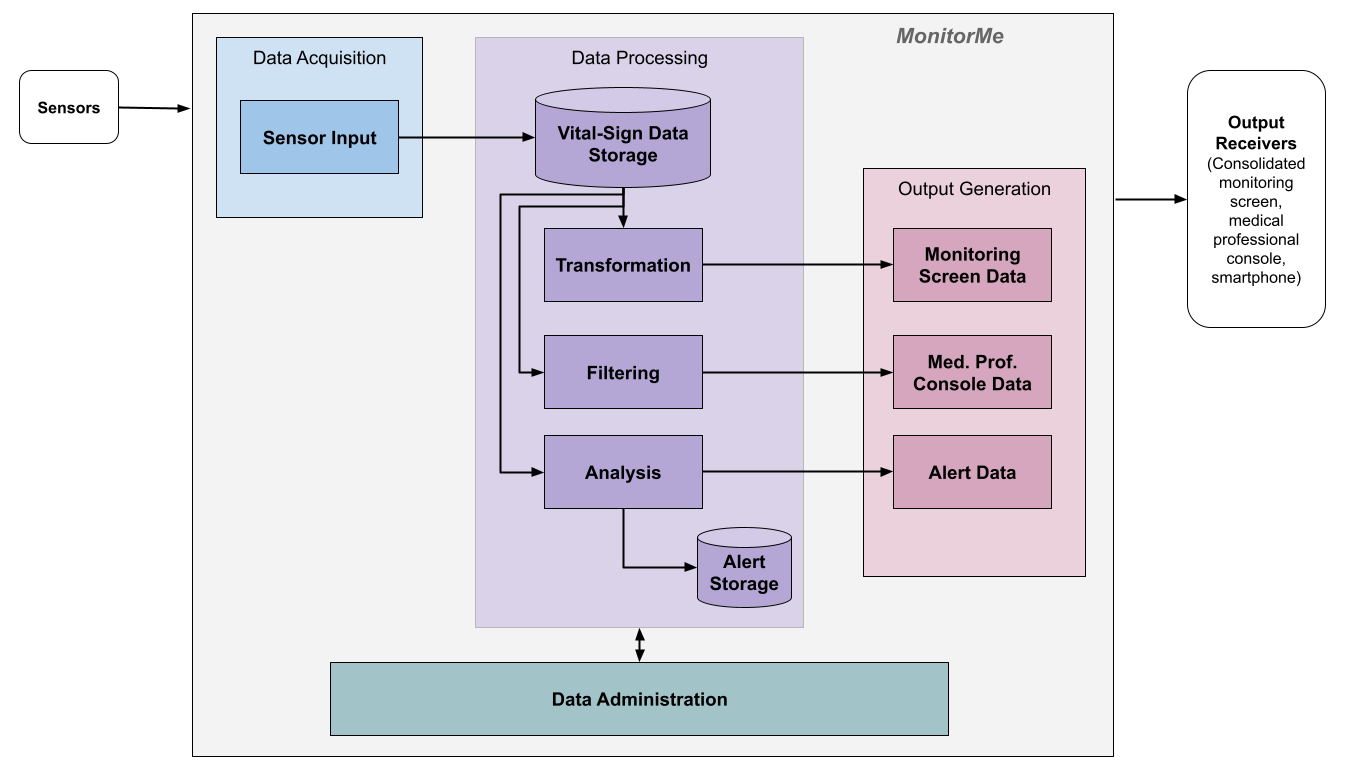 MonitorMe
Data Acquisition
Data Processing
Sensors
Sensor Input
Vital-Sign Data
Storage
Output
Receivers
(Consolidated
monitoring
screen,
medical
professional
console,
smartphone)
Output Generation
Transformation
Monitoring
Screen Data
Filtering
Med. Prof.
Console Data
Analysis
Alert Data
Alert
Storage
Data Administration